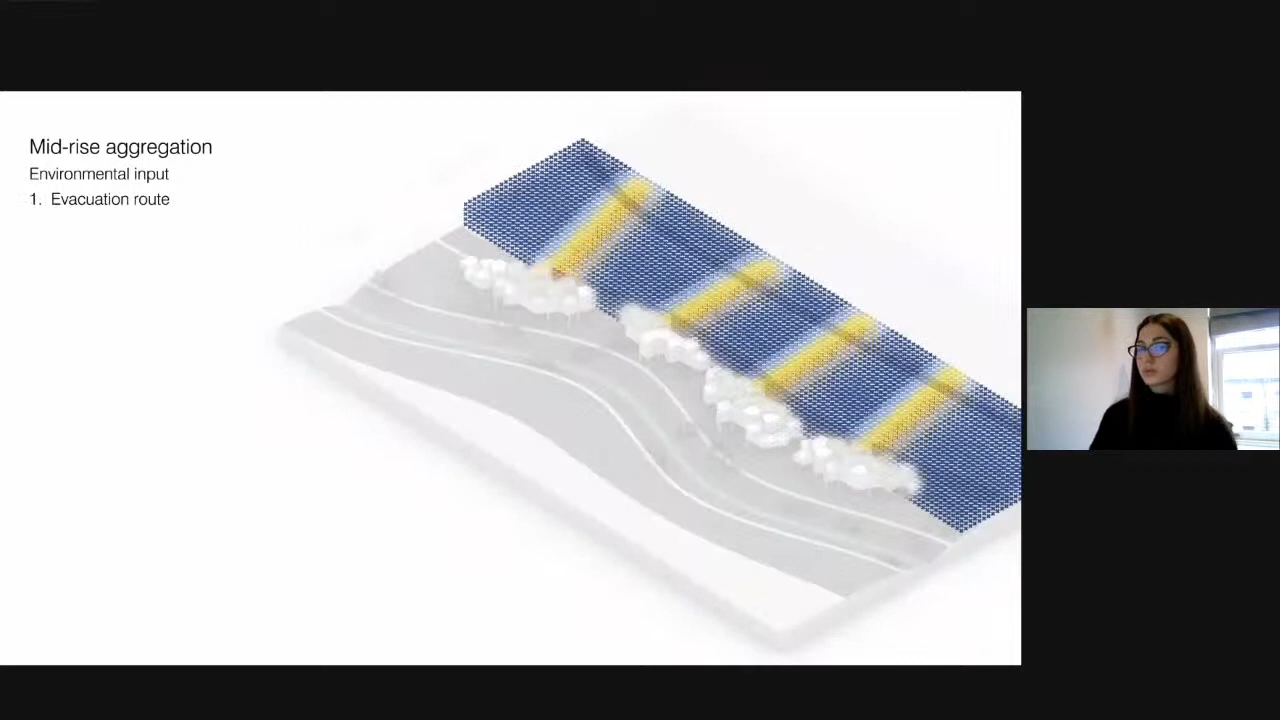 Mid-rise aggregation
Environmental input
1. Evacuation route